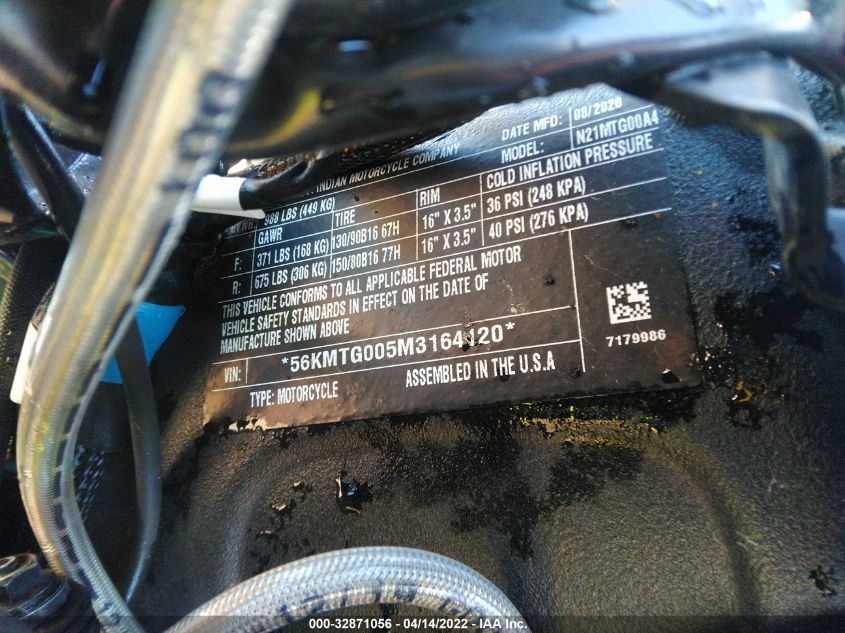 INDIAN MOTORCYCLE COMPANY DATE MFD: 08/2020
GVWR 988 LBS (449 KG) MODEL: N21MTG00A4
GAWR TIRE RIM COLD INFLATION PRESSURE
F: 371 LBS (168 KG) 130/90B16 67H 16" X 3.5" 36 PSI (248 KPA)
R: 675 LBS (306 KG) 150/80B16 77H 16" X 3.5" 40 PSI (276 KPA)
THIS VEHICLE CONFORMS TO ALL APPLICABLE FEDERAL MOTOR
VEHICLE SAFETY STANDARDS IN EFFECT ON THE DATE OF
MANUFACTURE SHOWN ABOVE
VIN: *56KMTG005M3164120*
TYPE: MOTORCYCLE ASSEMBLED IN THE U.S.A
7179986
000-32871056 - 04/14/2022 - IAA Inc.